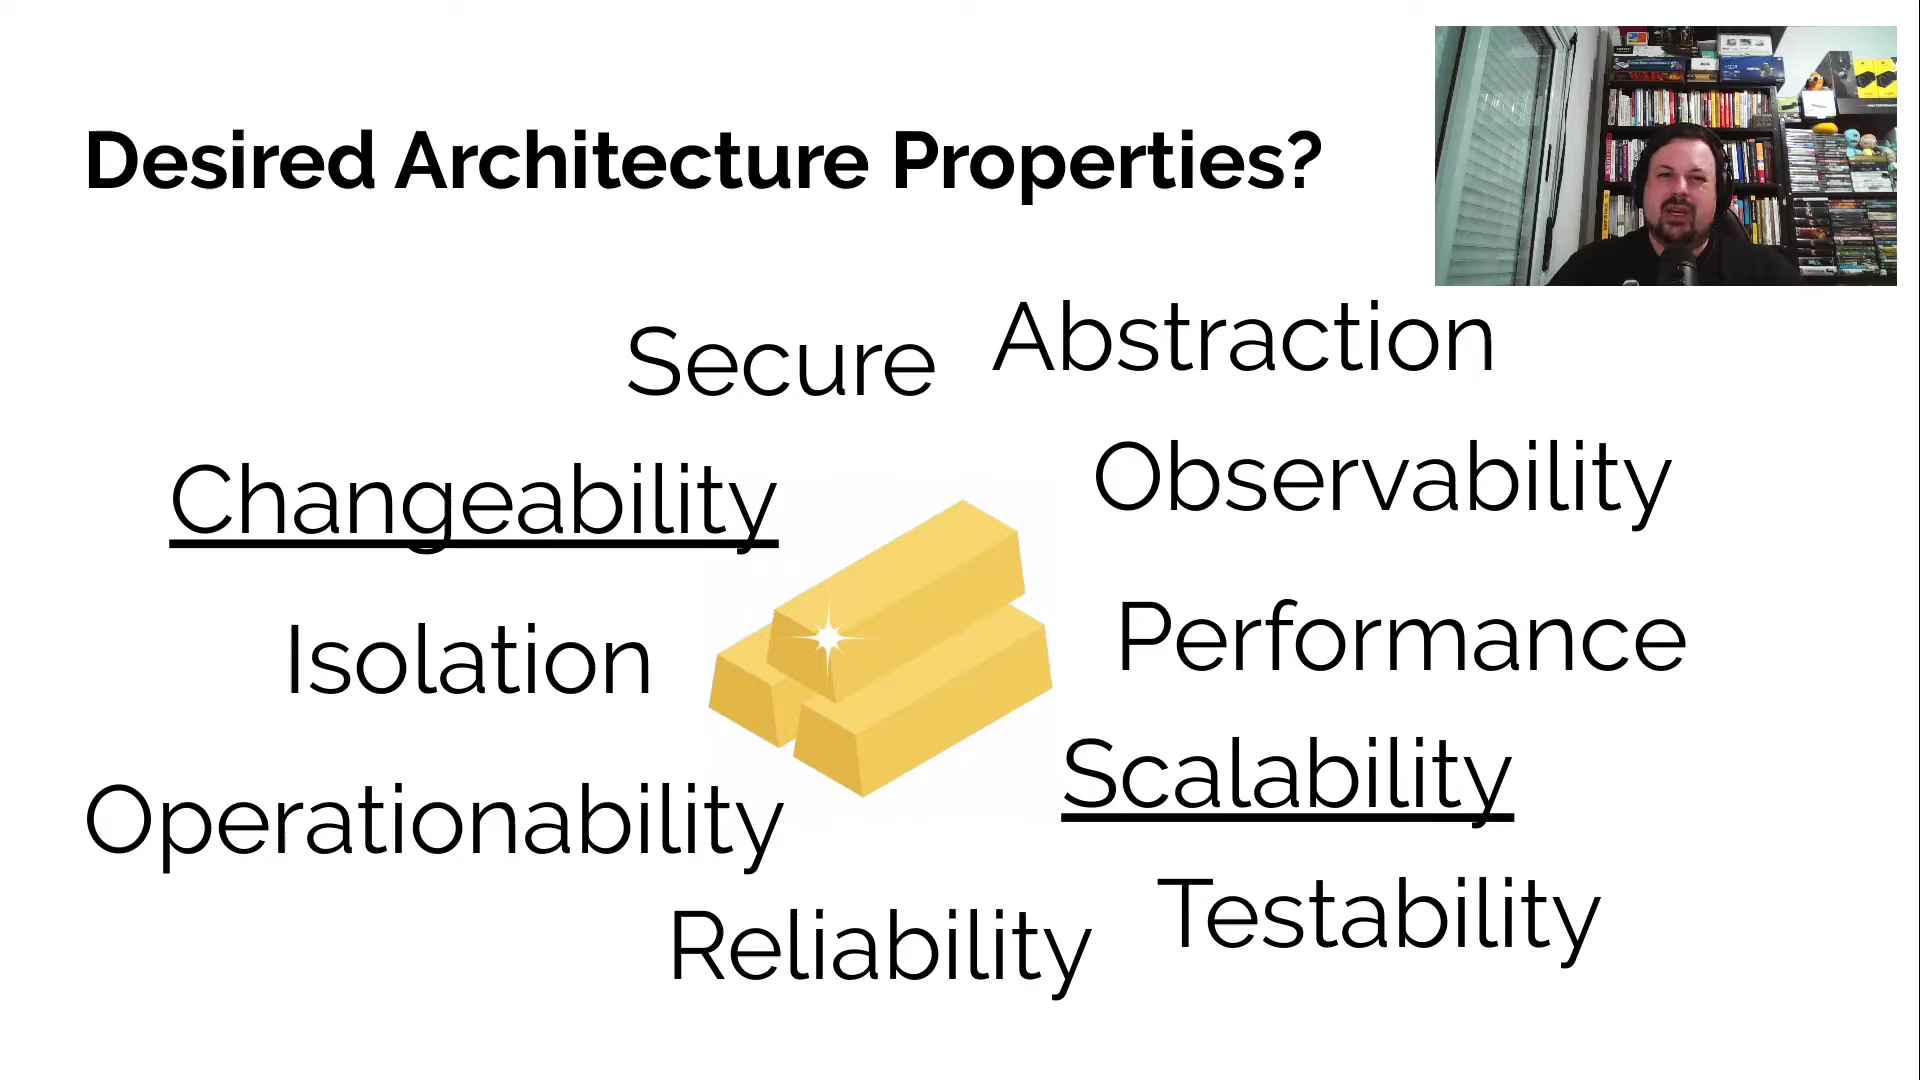 Desired Architecture Properties?
Secure
Abstraction
Changeability
Observability
Isolation
Performance
Scalability
Operationability
Testability
Reliability